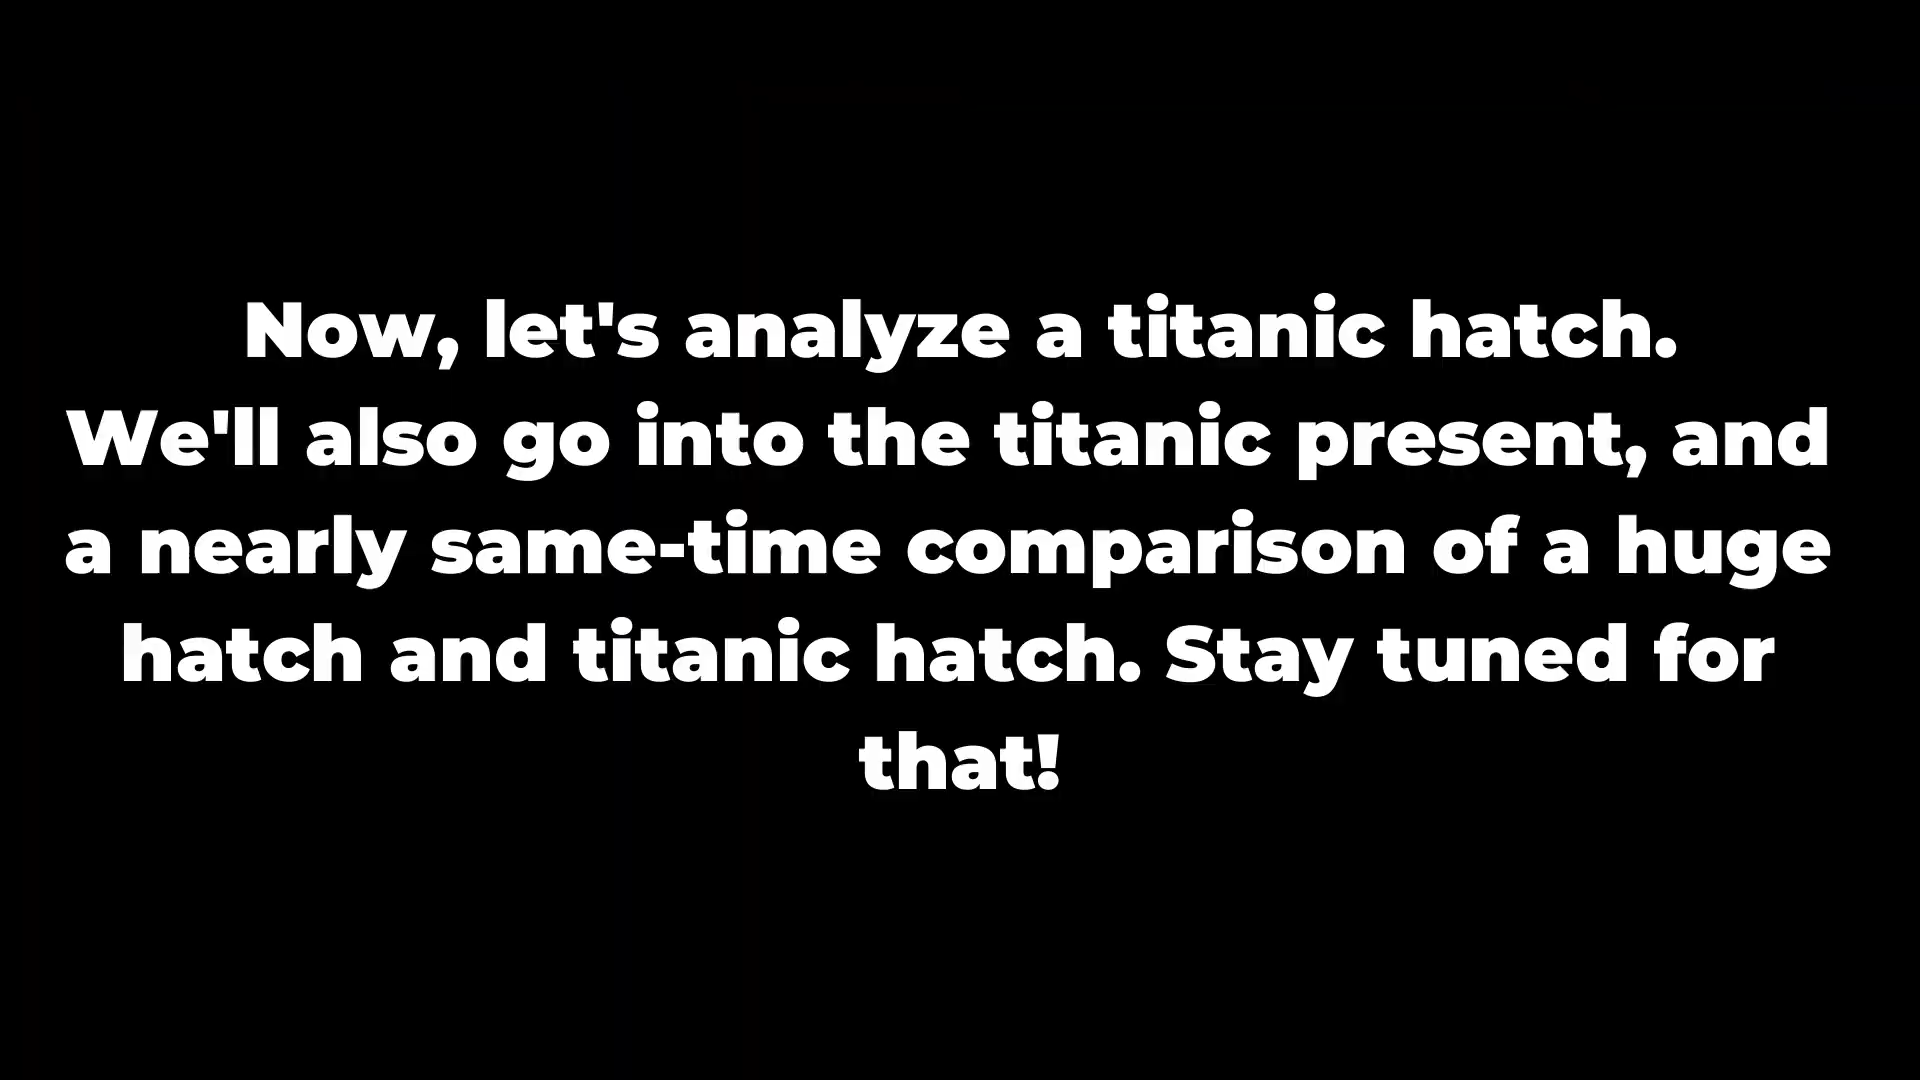 Now, let's analyze a titanic hatch.
We'll also go into the titanic present, and
a nearly same-time comparison of a huge
hatch and titanic hatch. Stay tuned for
that!